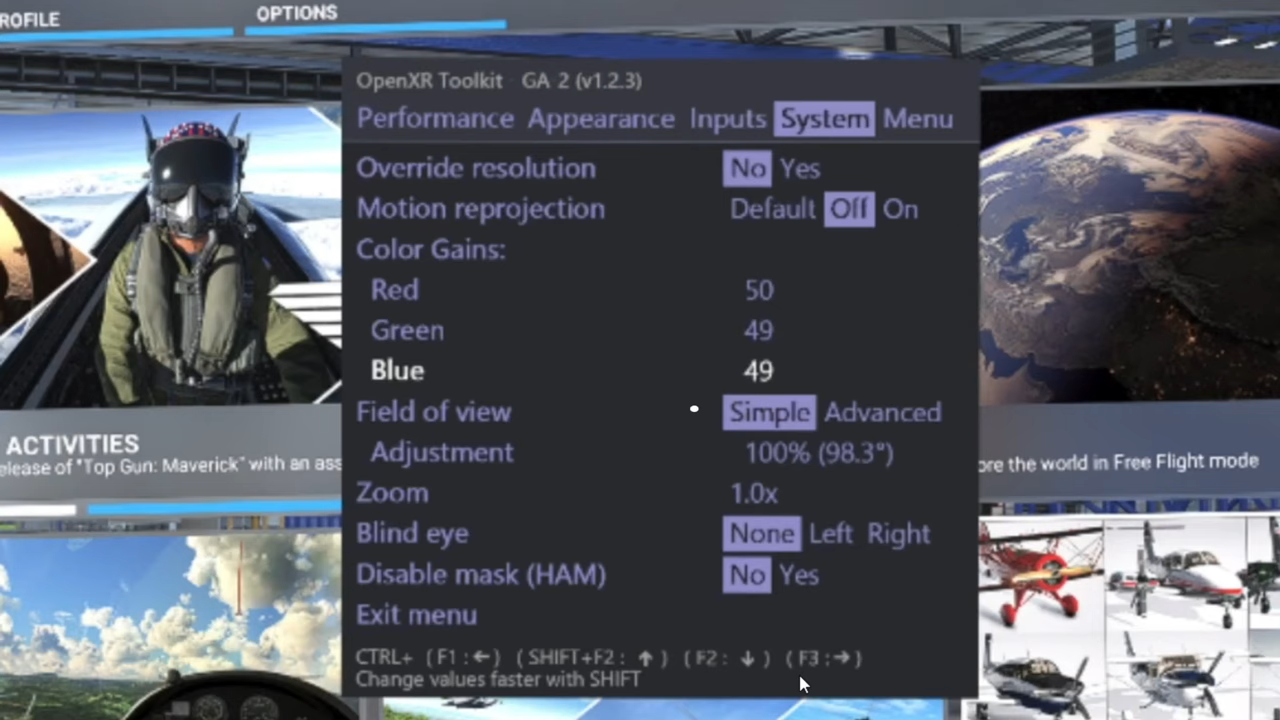 ROFILE
OPTIONS
OpenXR Toolkit - GA 2 (v1.2.3)
Performance Appearance Inputs System Menu
Override resolution No Yes
Motion reprojection Default Off On
Color Gains:
Red 50
Green 49
Blue 49
Field of view Simple Advanced
Adjustment 100% (98.3°)
Zoom 1.0x
Blind eye None Left Right
Disable mask (HAM) No Yes
Exit menu
CTRL+ (F1:←) (SHIFT+F2: ↑) (F2: ↓) (F3:→)
Change values faster with SHIFT
ACTIVITIES
elease of "Top Gun: Maverick" with an ass
ore the world in Free Flight mode